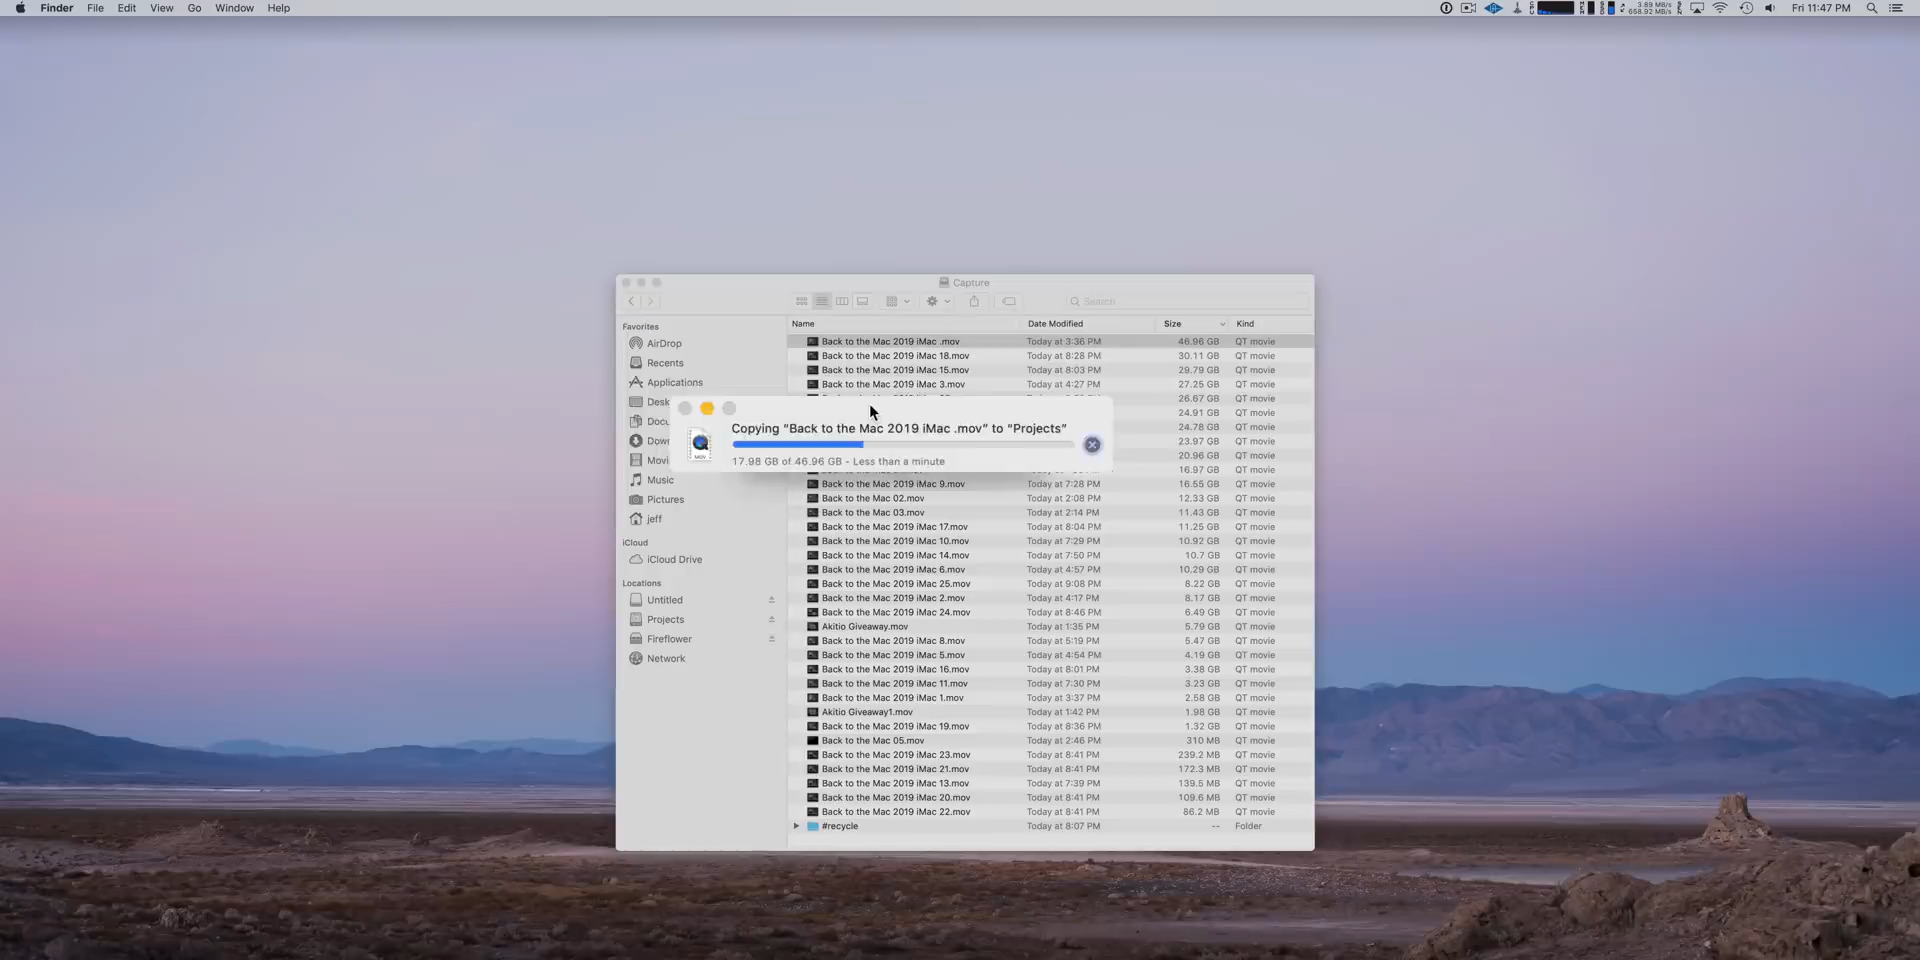 Finder File Edit View Go Window Help
3.89 MB/s
658.92 MB/s
Fri 11:47 PM
Capture
Search
Favorites
AirDrop
Recents
Applications
Desk
Docu
Dow
Movi
Music
Pictures
jeff
iCloud
iCloud Drive
Locations
Untitled
Projects
Fireflower
Network
Name Date Modified Size Kind
Back to the Mac 2019 iMac .mov Today at 3:36 PM 46.96 GB QT movie
Back to the Mac 2019 iMac 18.mov Today at 8:28 PM 30.11 GB QT movie
Back to the Mac 2019 iMac 15.mov Today at 8:03 PM 29.79 GB QT movie
Back to the Mac 2019 iMac 3.mov Today at 4:27 PM 27.25 GB QT movie
26.67 GB QT movie
Copying “Back to the Mac 2019 iMac .mov” to “Projects”
17.98 GB of 46.96 GB - Less than a minute
24.91 GB QT movie
24.78 GB QT movie
23.97 GB QT movie
20.96 GB QT movie
16.97 GB QT movie
Back to the Mac 2019 iMac 9.mov Today at 7:28 PM 16.55 GB QT movie
Back to the Mac 02.mov Today at 2:08 PM 12.33 GB QT movie
Back to the Mac 03.mov Today at 2:14 PM 11.43 GB QT movie
Back to the Mac 2019 iMac 17.mov Today at 8:04 PM 11.25 GB QT movie
Back to the Mac 2019 iMac 10.mov Today at 7:29 PM 10.92 GB QT movie
Back to the Mac 2019 iMac 14.mov Today at 7:50 PM 10.7 GB QT movie
Back to the Mac 2019 iMac 6.mov Today at 4:57 PM 10.29 GB QT movie
Back to the Mac 2019 iMac 25.mov Today at 9:08 PM 8.22 GB QT movie
Back to the Mac 2019 iMac 2.mov Today at 4:17 PM 8.17 GB QT movie
Back to the Mac 2019 iMac 24.mov Today at 8:46 PM 6.49 GB QT movie
Akitio Giveaway.mov Today at 1:35 PM 5.79 GB QT movie
Back to the Mac 2019 iMac 8.mov Today at 5:19 PM 5.47 GB QT movie
Back to the Mac 2019 iMac 5.mov Today at 4:54 PM 4.19 GB QT movie
Back to the Mac 2019 iMac 16.mov Today at 8:01 PM 3.38 GB QT movie
Back to the Mac 2019 iMac 11.mov Today at 7:30 PM 3.23 GB QT movie
Back to the Mac 2019 iMac 1.mov Today at 3:37 PM 2.58 GB QT movie
Akitio Giveaway1.mov Today at 1:42 PM 1.98 GB QT movie
Back to the Mac 2019 iMac 19.mov Today at 8:36 PM 1.32 GB QT movie
Back to the Mac 05.mov Today at 2:46 PM 310 MB QT movie
Back to the Mac 2019 iMac 23.mov Today at 8:41 PM 239.2 MB QT movie
Back to the Mac 2019 iMac 21.mov Today at 8:41 PM 172.3 MB QT movie
Back to the Mac 2019 iMac 13.mov Today at 7:39 PM 139.5 MB QT movie
Back to the Mac 2019 iMac 20.mov Today at 8:41 PM 109.6 MB QT movie
Back to the Mac 2019 iMac 22.mov Today at 8:41 PM 86.2 MB QT movie
#recycle Today at 8:07 PM -- Folder